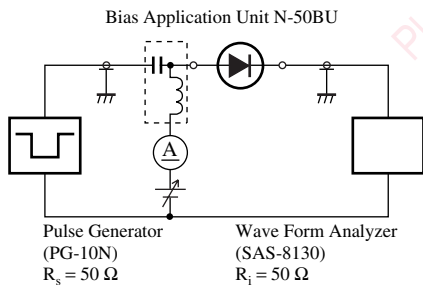 Bias Application Unit N-50BU
A
Pulse Generator
(PG-10N)
Rs = 50 Ω
Wave Form Analyzer
(SAS-8130)
Ri = 50 Ω